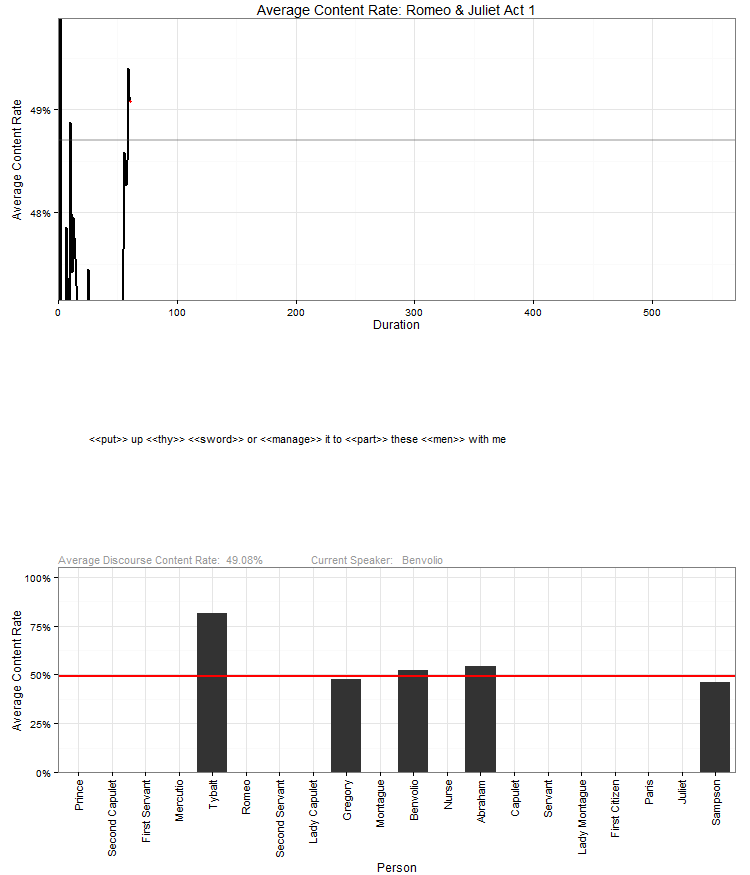 Average Content Rate: Romeo & Juliet Act 1
Average Content Rate
49%
48%
0 100 200 300 400 500
Duration
<<put>> up <<thy>> <<sword>> or <<manage>> it to <<part>> these <<men>> with me
Average Discourse Content Rate: 49.08% Current Speaker: Benvolio
Average Content Rate
100%
75%
50%
25%
0%
Prince
Second Capulet
First Servant
Mercutio
Tybalt
Romeo
Second Servant
Lady Capulet
Gregory
Montague
Benvolio
Nurse
Abraham
Capulet
Servant
Lady Montague
First Citizen
Paris
Juliet
Sampson
Person